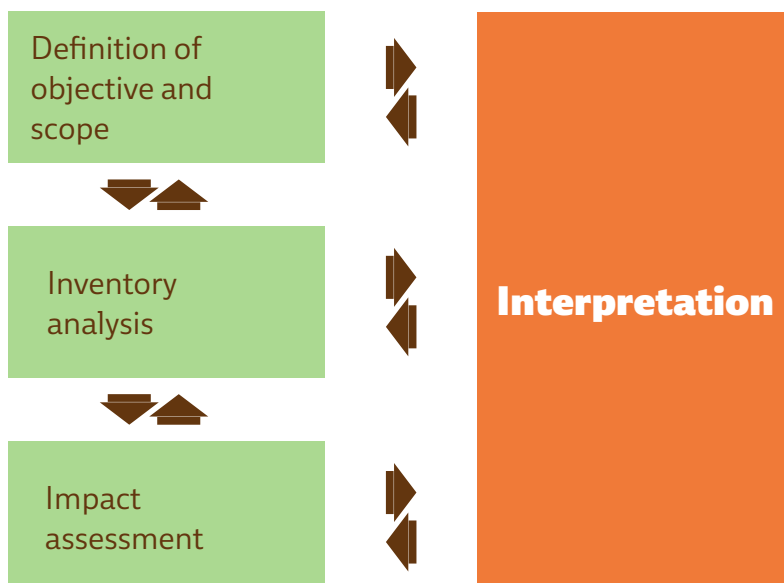 Definition of
objective and
scope
Inventory
analysis
Interpretation
Impact
assessment